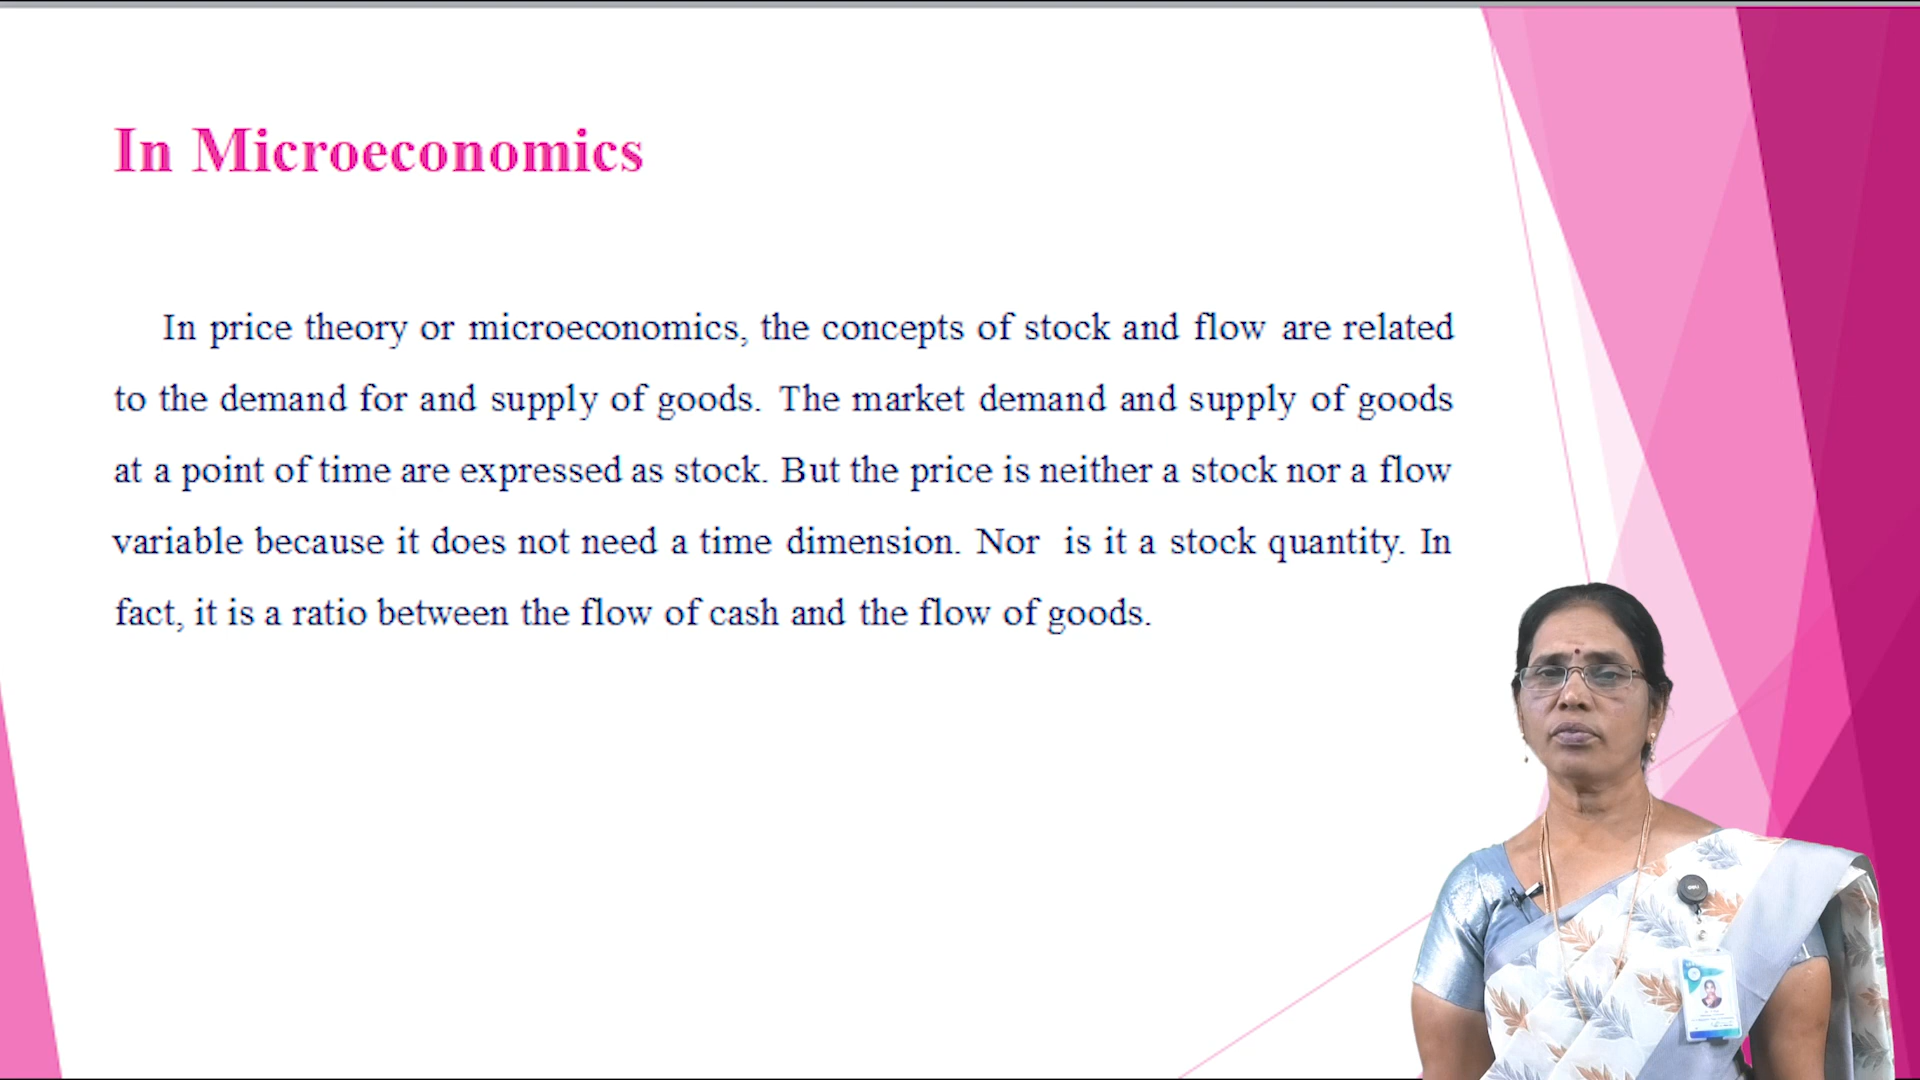 In Microeconomics
In price theory or microeconomics, the concepts of stock and flow are related
to the demand for and supply of goods. The market demand and supply of goods
at a point of time are expressed as stock. But the price is neither a stock nor a flow
variable because it does not need a time dimension. Nor is it a stock quantity. In
fact, it is a ratio between the flow of cash and the flow of goods.